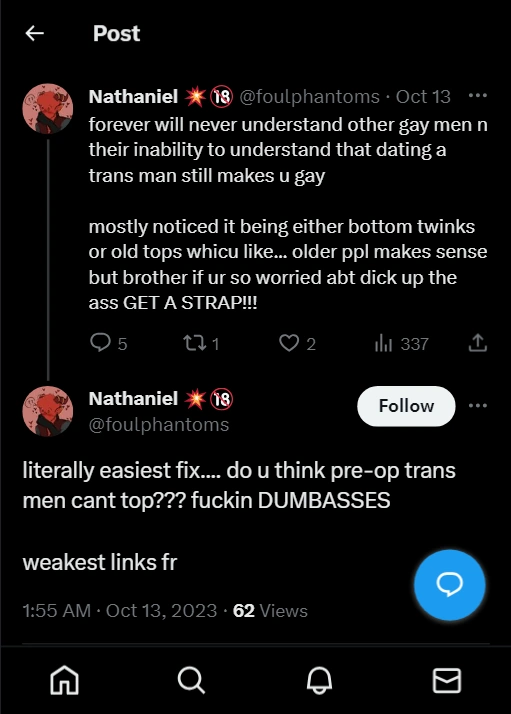 Post
Nathaniel 💥🔞 @foulphantoms · Oct 13
forever will never understand other gay men n
their inability to understand that dating a
trans man still makes u gay
mostly noticed it being either bottom twinks
or old tops whicu like... older ppl makes sense
but brother if ur so worried abt dick up the
ass GET A STRAP!!!
5 1 2 337
Nathaniel 💥🔞
Follow
@foulphantoms
literally easiest fix.... do u think pre-op trans
men cant top??? fuckin DUMBASSES
weakest links fr
1:55 AM · Oct 13, 2023 · 62 Views